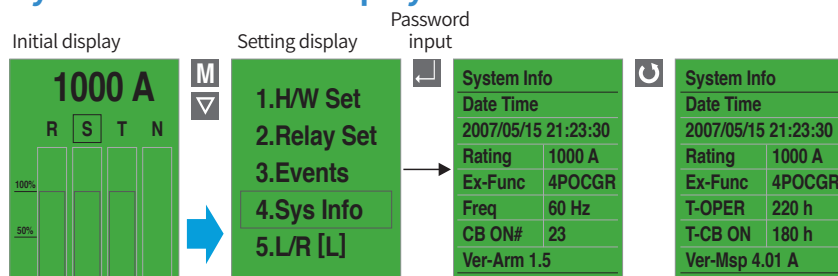 Initial display
Setting display
Password
input
M
1000 A
R S T N
100%
50%
1.H/W Set
2.Relay Set
3.Events
4.Sys Info
5.L/R [L]
System Info
Date Time
2007/05/15 21:23:30
Rating 1000 A
Ex-Func 4POCGR
Freq 60 Hz
CB ON# 23
Ver-Arm 1.5
System Info
Date Time
2007/05/15 21:23:30
Rating 1000 A
Ex-Func 4POCGR
T-OPER 220 h
T-CB ON 180 h
Ver-Msp 4.01 A